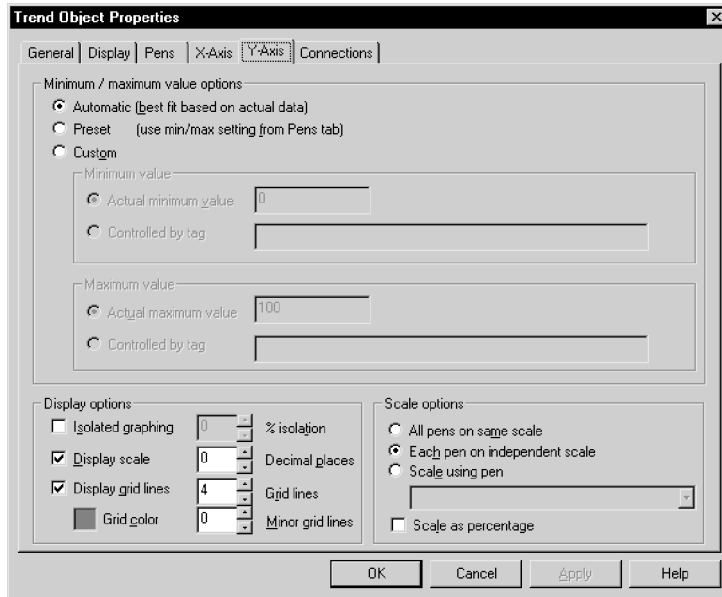 Trend Object Properties
General Display Pens X-Axis Y-Axis Connections
Minimum / maximum value options
Automatic (best fit based on actual data)
Preset (use min/max setting from Pens tab)
Custom
Minimum value
Actual minimum value 0
Controlled by tag
Maximum value
Actual maximum value 100
Controlled by tag
Display options
Isolated graphing 0 % isolation
Display scale 0 Decimal places
Display grid lines 4 Grid lines
Grid color 0 Minor grid lines
Scale options
All pens on same scale
Each pen on independent scale
Scale using pen
Scale as percentage
OK Cancel Apply Help